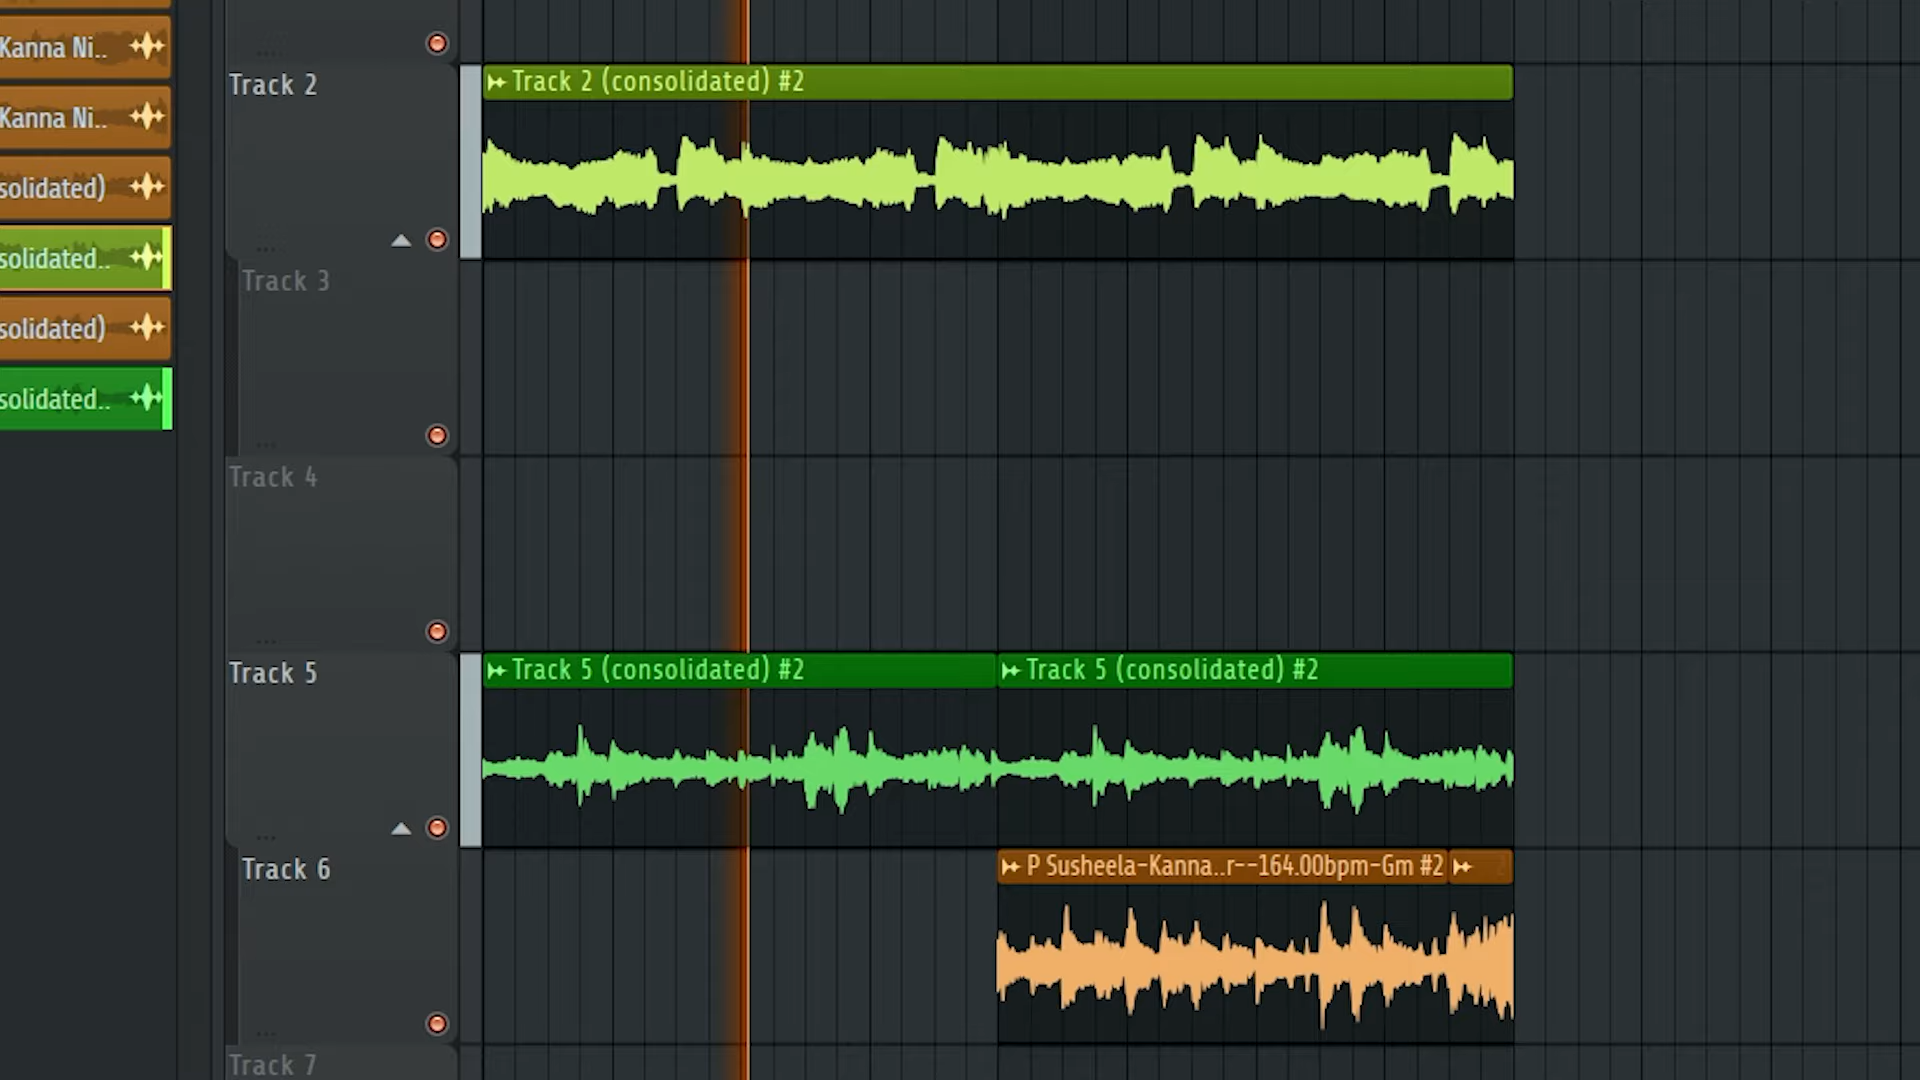 Kanna Ni..
Kanna Ni..
solidated)
solidated..
solidated)
solidated..
Track 2
Track 2 (consolidated) #2
Track 3
Track 4
Track 5
Track 5 (consolidated) #2
Track 5 (consolidated) #2
Track 6
P Susheela-Kanna..r--164.00bpm-Gm #2
Track 7